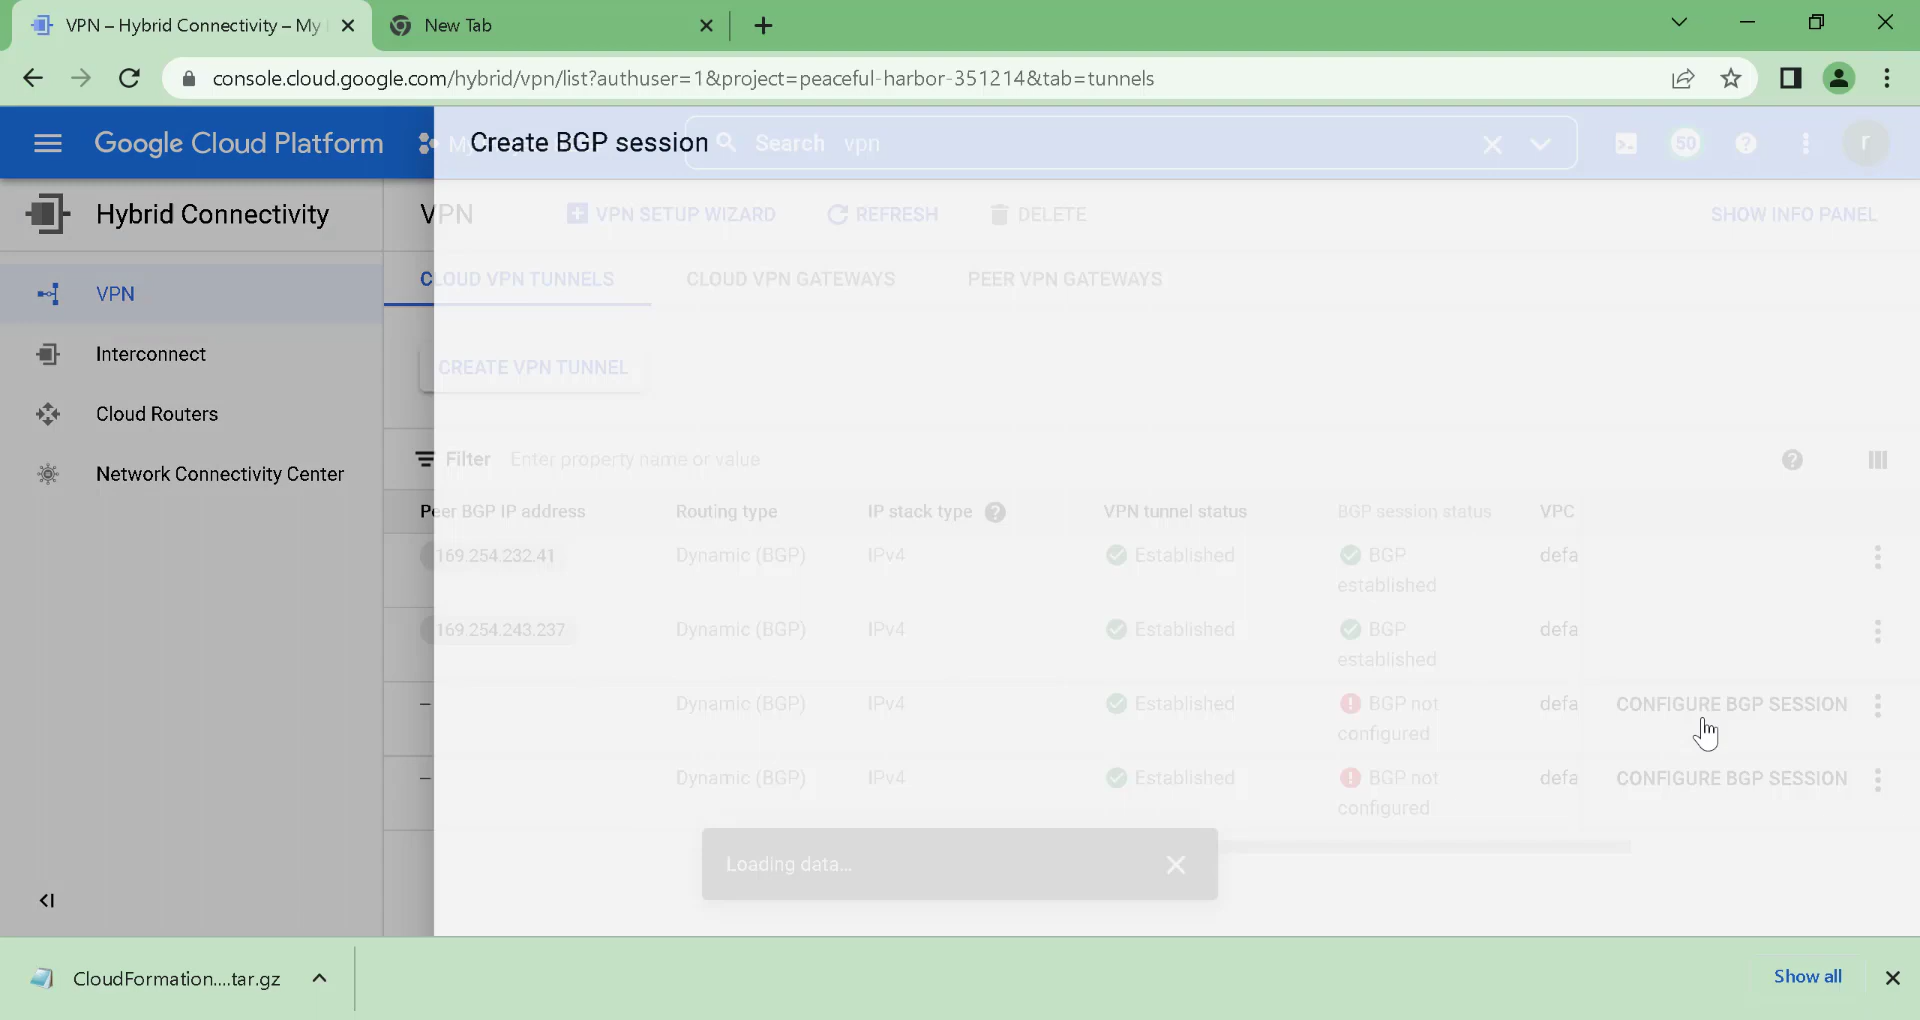 VPN – Hybrid Connectivity – My
New Tab
console.cloud.google.com/hybrid/vpn/list?authuser=1&project=peaceful-harbor-351214&tab=tunnels
Google Cloud Platform
Create BGP session
Search vpn
50
r
Hybrid Connectivity
VPN
VPN SETUP WIZARD
REFRESH
DELETE
SHOW INFO PANEL
VPN
Interconnect
Cloud Routers
Network Connectivity Center
CLOUD VPN TUNNELS
CLOUD VPN GATEWAYS
PEER VPN GATEWAYS
CREATE VPN TUNNEL
Filter Enter property name or value
Peer BGP IP address Routing type IP stack type VPN tunnel status BGP session status VPC
169.254.232.41 Dynamic (BGP) IPv4 Established BGP established defa
169.254.243.237 Dynamic (BGP) IPv4 Established BGP established defa
– Dynamic (BGP) IPv4 Established BGP not configured defa CONFIGURE BGP SESSION
– Dynamic (BGP) IPv4 Established BGP not configured defa CONFIGURE BGP SESSION
Loading data...
CloudFormation....tar.gz
Show all